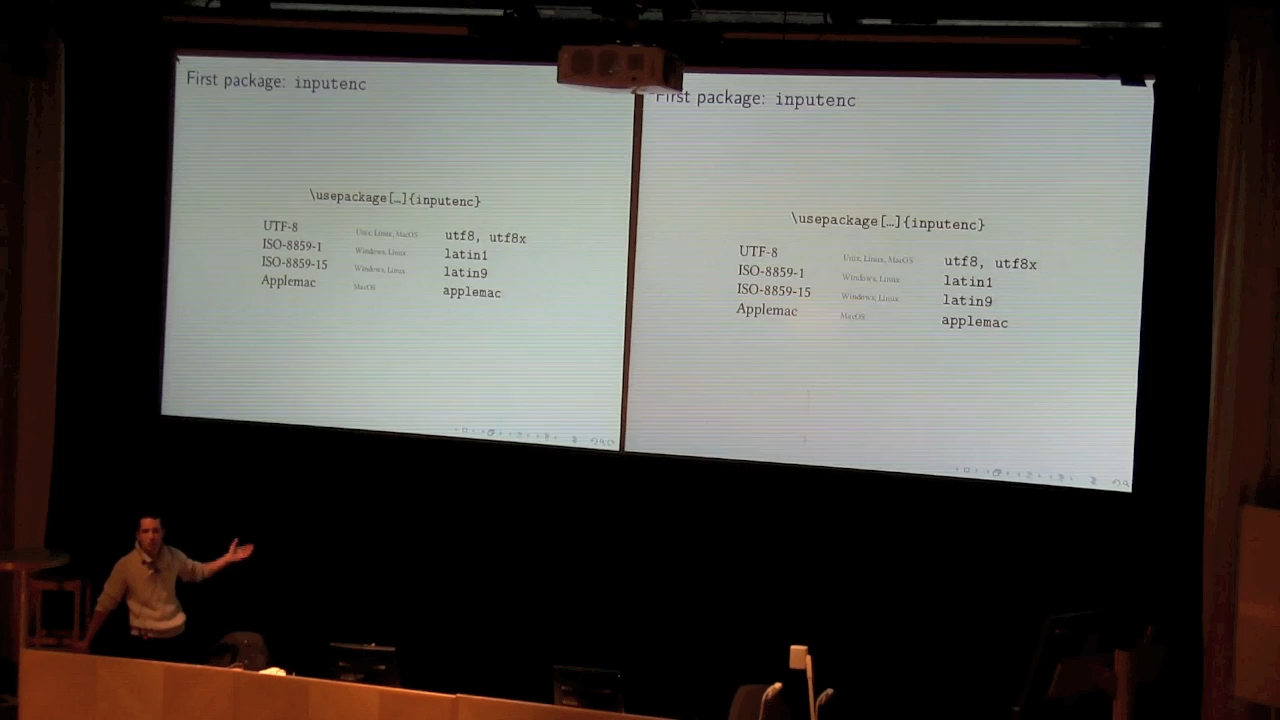 First package: inputenc
\usepackage[…]{inputenc}
UTF-8 Unix, Linux, MacOS utf8, utf8x
ISO-8859-1 Windows, Linux latin1
ISO-8859-15 Windows, Linux latin9
Applemac MacOS applemac
First package: inputenc
\usepackage[…]{inputenc}
UTF-8 Unix, Linux, MacOS utf8, utf8x
ISO-8859-1 Windows, Linux latin1
ISO-8859-15 Windows, Linux latin9
Applemac MacOS applemac